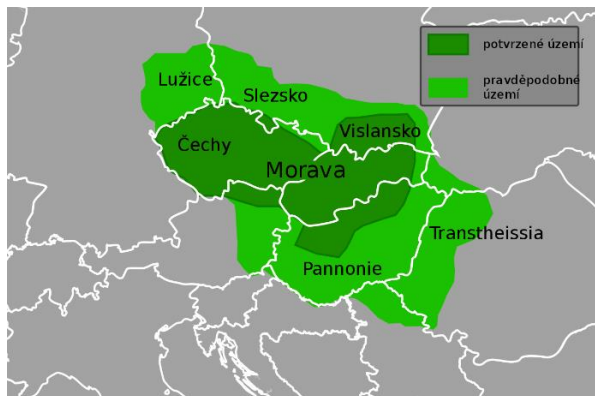 potvrzené území
pravděpodobné
území
Lužice
Slezsko
Vislansko
Čechy
Morava
Transtheissia
Pannonie